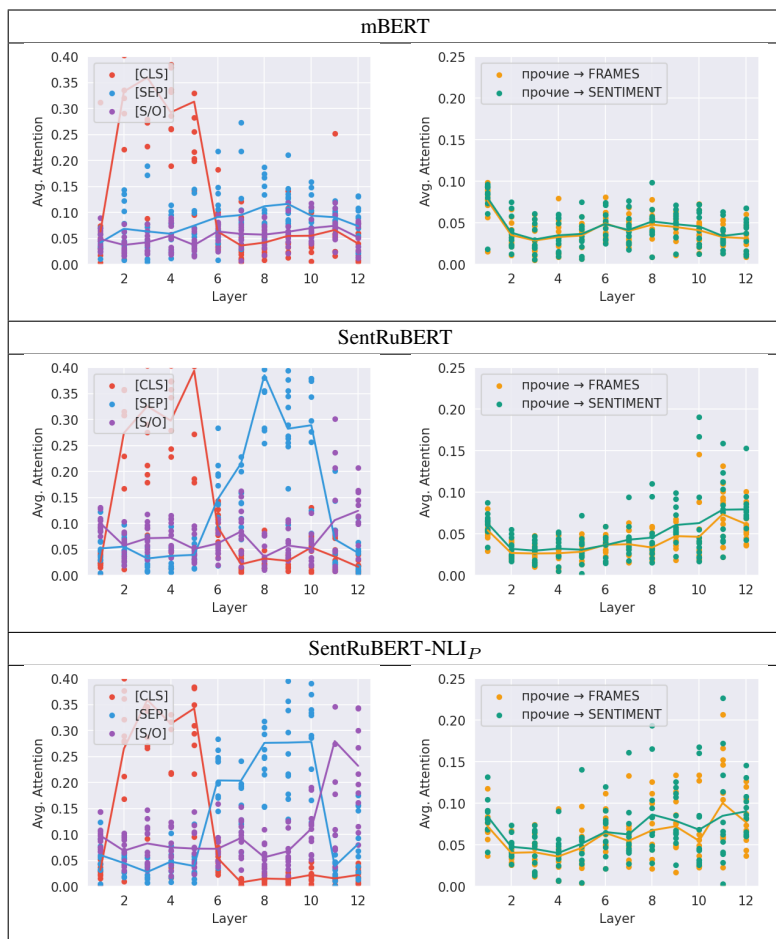 mBERT
0.40
0.35
0.30
0.25
0.20
0.15
0.10
0.05
0.00
Avg. Attention
[CLS]
[SEP]
[S/O]
2 4 6 8 10 12
Layer
0.25
0.20
0.15
0.10
0.05
0.00
Avg. Attention
прочие → FRAMES
прочие → SENTIMENT
2 4 6 8 10 12
Layer
SentRuBERT
0.40
0.35
0.30
0.25
0.20
0.15
0.10
0.05
0.00
Avg. Attention
[CLS]
[SEP]
[S/O]
2 4 6 8 10 12
Layer
0.25
0.20
0.15
0.10
0.05
0.00
Avg. Attention
прочие → FRAMES
прочие → SENTIMENT
2 4 6 8 10 12
Layer
SentRuBERT-NLIP
0.40
0.35
0.30
0.25
0.20
0.15
0.10
0.05
0.00
Avg. Attention
[CLS]
[SEP]
[S/O]
2 4 6 8 10 12
Layer
0.25
0.20
0.15
0.10
0.05
0.00
Avg. Attention
прочие → FRAMES
прочие → SENTIMENT
2 4 6 8 10 12
Layer